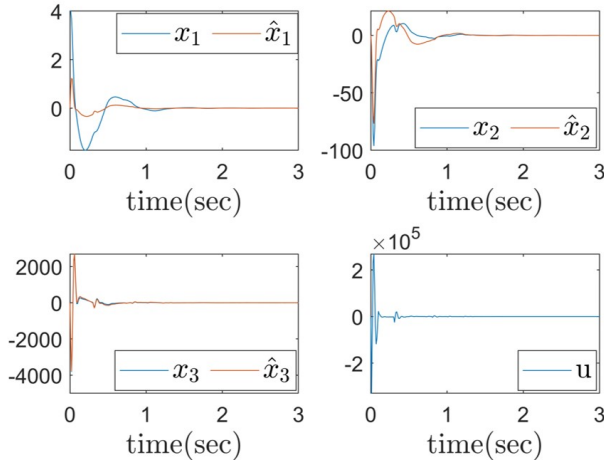 4
2
0
x₁ x̂₁
0 1 2 3
time(sec)
0
-50
-100
x₂ x̂₂
0 1 2 3
time(sec)
2000
0
-2000
-4000
x₃ x̂₃
0 1 2 3
time(sec)
×10⁵
2
0
-2
u
0 1 2 3
time(sec)